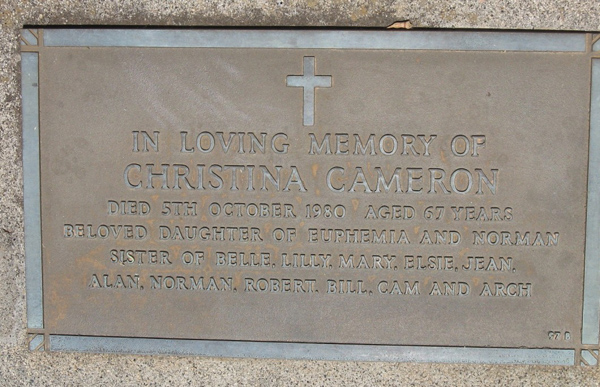 IN LOVING MEMORY OF
CHRISTINA CAMERON
DIED 5TH OCTOBER 1980 AGED 67 YEARS
BELOVED DAUGHTER OF EUPHEMIA AND NORMAN
SISTER OF BELLE, LILLY, MARY, ELSIE, JEAN,
ALAN, NORMAN, ROBERT, BILL, CAM AND ARCH